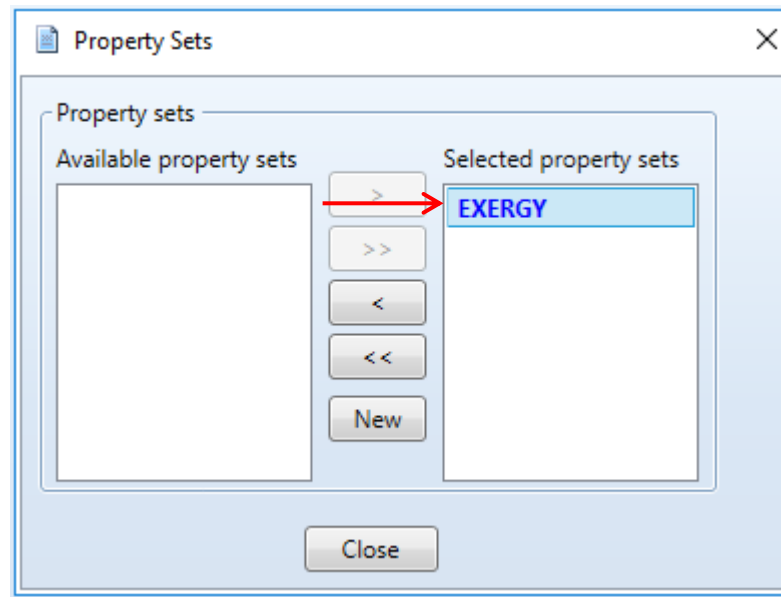 Property Sets
Property sets
Available property sets
Selected property sets
>
EXERGY
>>
<
<<
New
Close